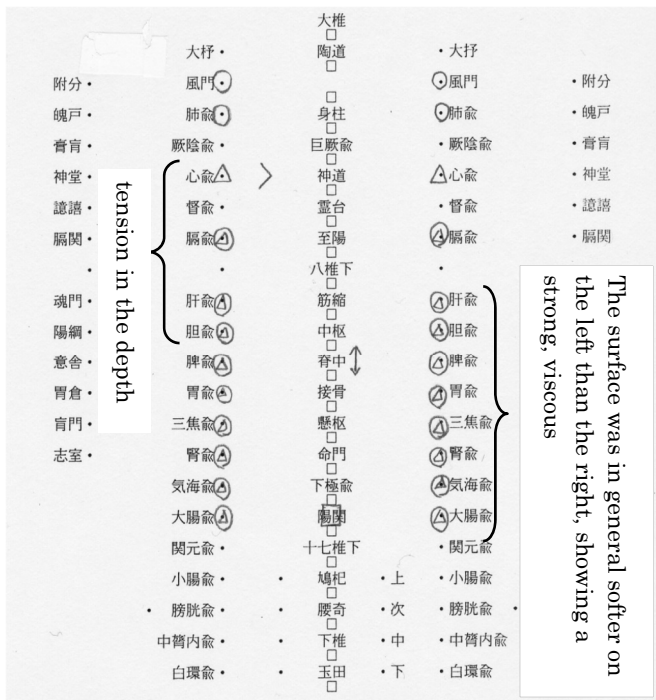 大椎
大杼・ 陶道 ・大抒
附分・ 風門 ・風門 ・附分
魄戸・ 肺兪・ 身柱 ・肺兪 ・魄戸
膏肓・ 厥陰兪・ 巨厥兪 ・厥陰兪 ・膏肓
神堂・ 心兪 > 神道 心兪 ・神堂
譩譆・ 督兪・ 霊台 ・督兪 ・譩譆
膈関・ 膈兪 至陽 膈兪 ・膈関
・ ・ 八椎下 ・
魂門・ 肝兪 筋縮 肝兪
陽綱・ 胆兪 中枢 胆兪
意舎・ 脾兪 脊中 脾兪
胃倉・ 胃兪 接骨 胃兪
肓門・ 三焦兪 懸枢 三焦兪
志室・ 腎兪 命門 腎兪
気海兪 下極兪 気海兪
大腸兪 陽関 大腸兪
関元兪・ 十七椎下 ・関元兪
小腸兪・ ・ 鳩杞 ・上 ・小腸兪
・ 膀胱兪・ ・ 腰奇 ・次 ・膀胱兪 ・
中膂内兪・ ・ 下椎 ・中 ・中膂内兪
白環兪・ ・ 玉田 ・下 ・白環兪
tension in the depth
The surface was in general softer on
the left than the right, showing a
strong, viscous